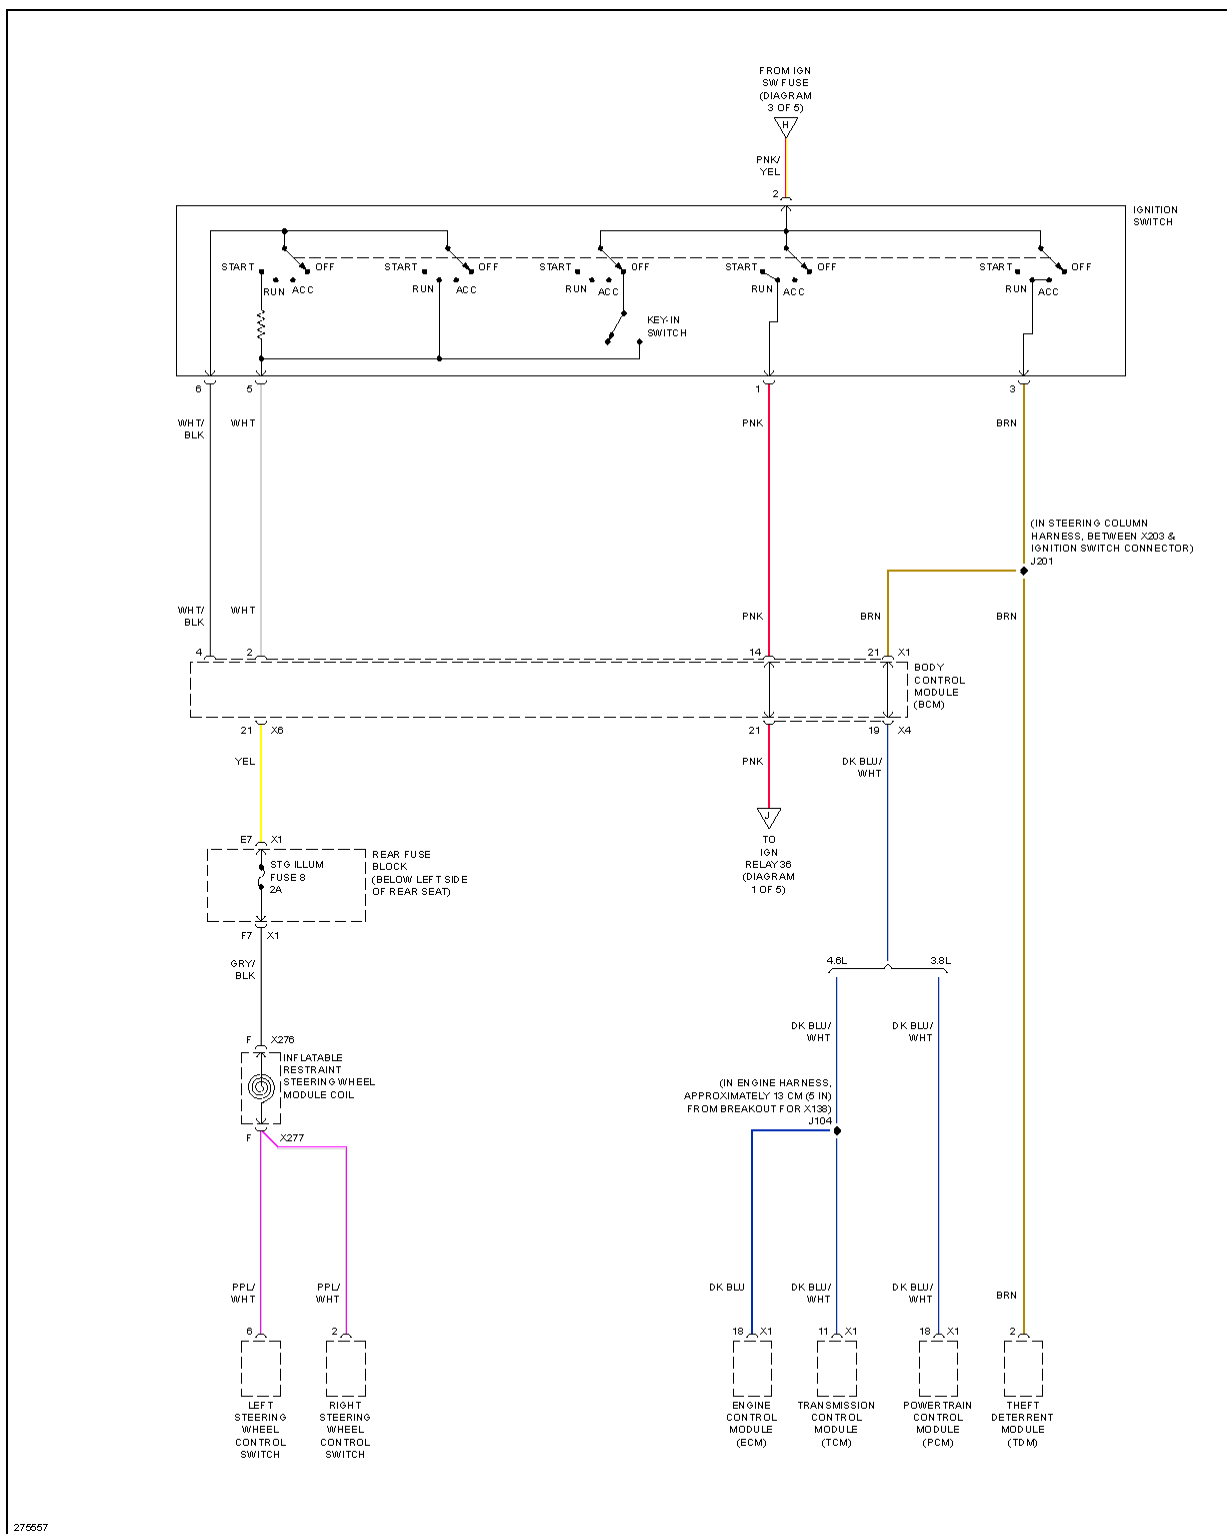 FROM IGN
SW FUSE
(DIAGRAM
3 OF 5)
H
PNK/
YEL
2
IGNITION
SWITCH
START
OFF
RUN
ACC
START
OFF
RUN
ACC
START
OFF
RUN
ACC
START
OFF
RUN
ACC
START
OFF
RUN
ACC
KEY-IN
SWITCH
6
5
1
3
WHT/
BLK
WHT
PNK
BRN
(IN STEERING COLUMN
HARNESS, BETWEEN X203 &
IGNITION SWITCH CONNECTOR)
J201
WHT/
BLK
WHT
PNK
BRN
BRN
4
2
14
21
X1
BODY
CONTROL
MODULE
(BCM)
21
X6
21
19
X4
YEL
PNK
DK BLU/
WHT
J
TO
IGN
RELAY 36
(DIAGRAM
1 OF 5)
E7
X1
STG ILLUM
FUSE 8
2A
REAR FUSE
BLOCK
(BELOW LEFT SIDE
OF REAR SEAT)
F7
X1
GRY/
BLK
4.6L
3.8L
DK BLU/
WHT
DK BLU/
WHT
F
X276
INFLATABLE
RESTRAINT
STEERING WHEEL
MODULE COIL
(IN ENGINE HARNESS,
APPROXIMATELY 13 CM (5 IN)
FROM BREAKOUT FOR X138)
J104
F
X277
PPL/
WHT
PPL/
WHT
DK BLU
DK BLU/
WHT
DK BLU/
WHT
BRN
6
2
18
X1
11
X1
18
X1
2
LEFT
STEERING
WHEEL
CONTROL
SWITCH
RIGHT
STEERING
WHEEL
CONTROL
SWITCH
ENGINE
CONTROL
MODULE
(ECM)
TRANSMISSION
CONTROL
MODULE
(TCM)
POWERTRAIN
CONTROL
MODULE
(PCM)
THEFT
DETERRENT
MODULE
(TDM)
275557